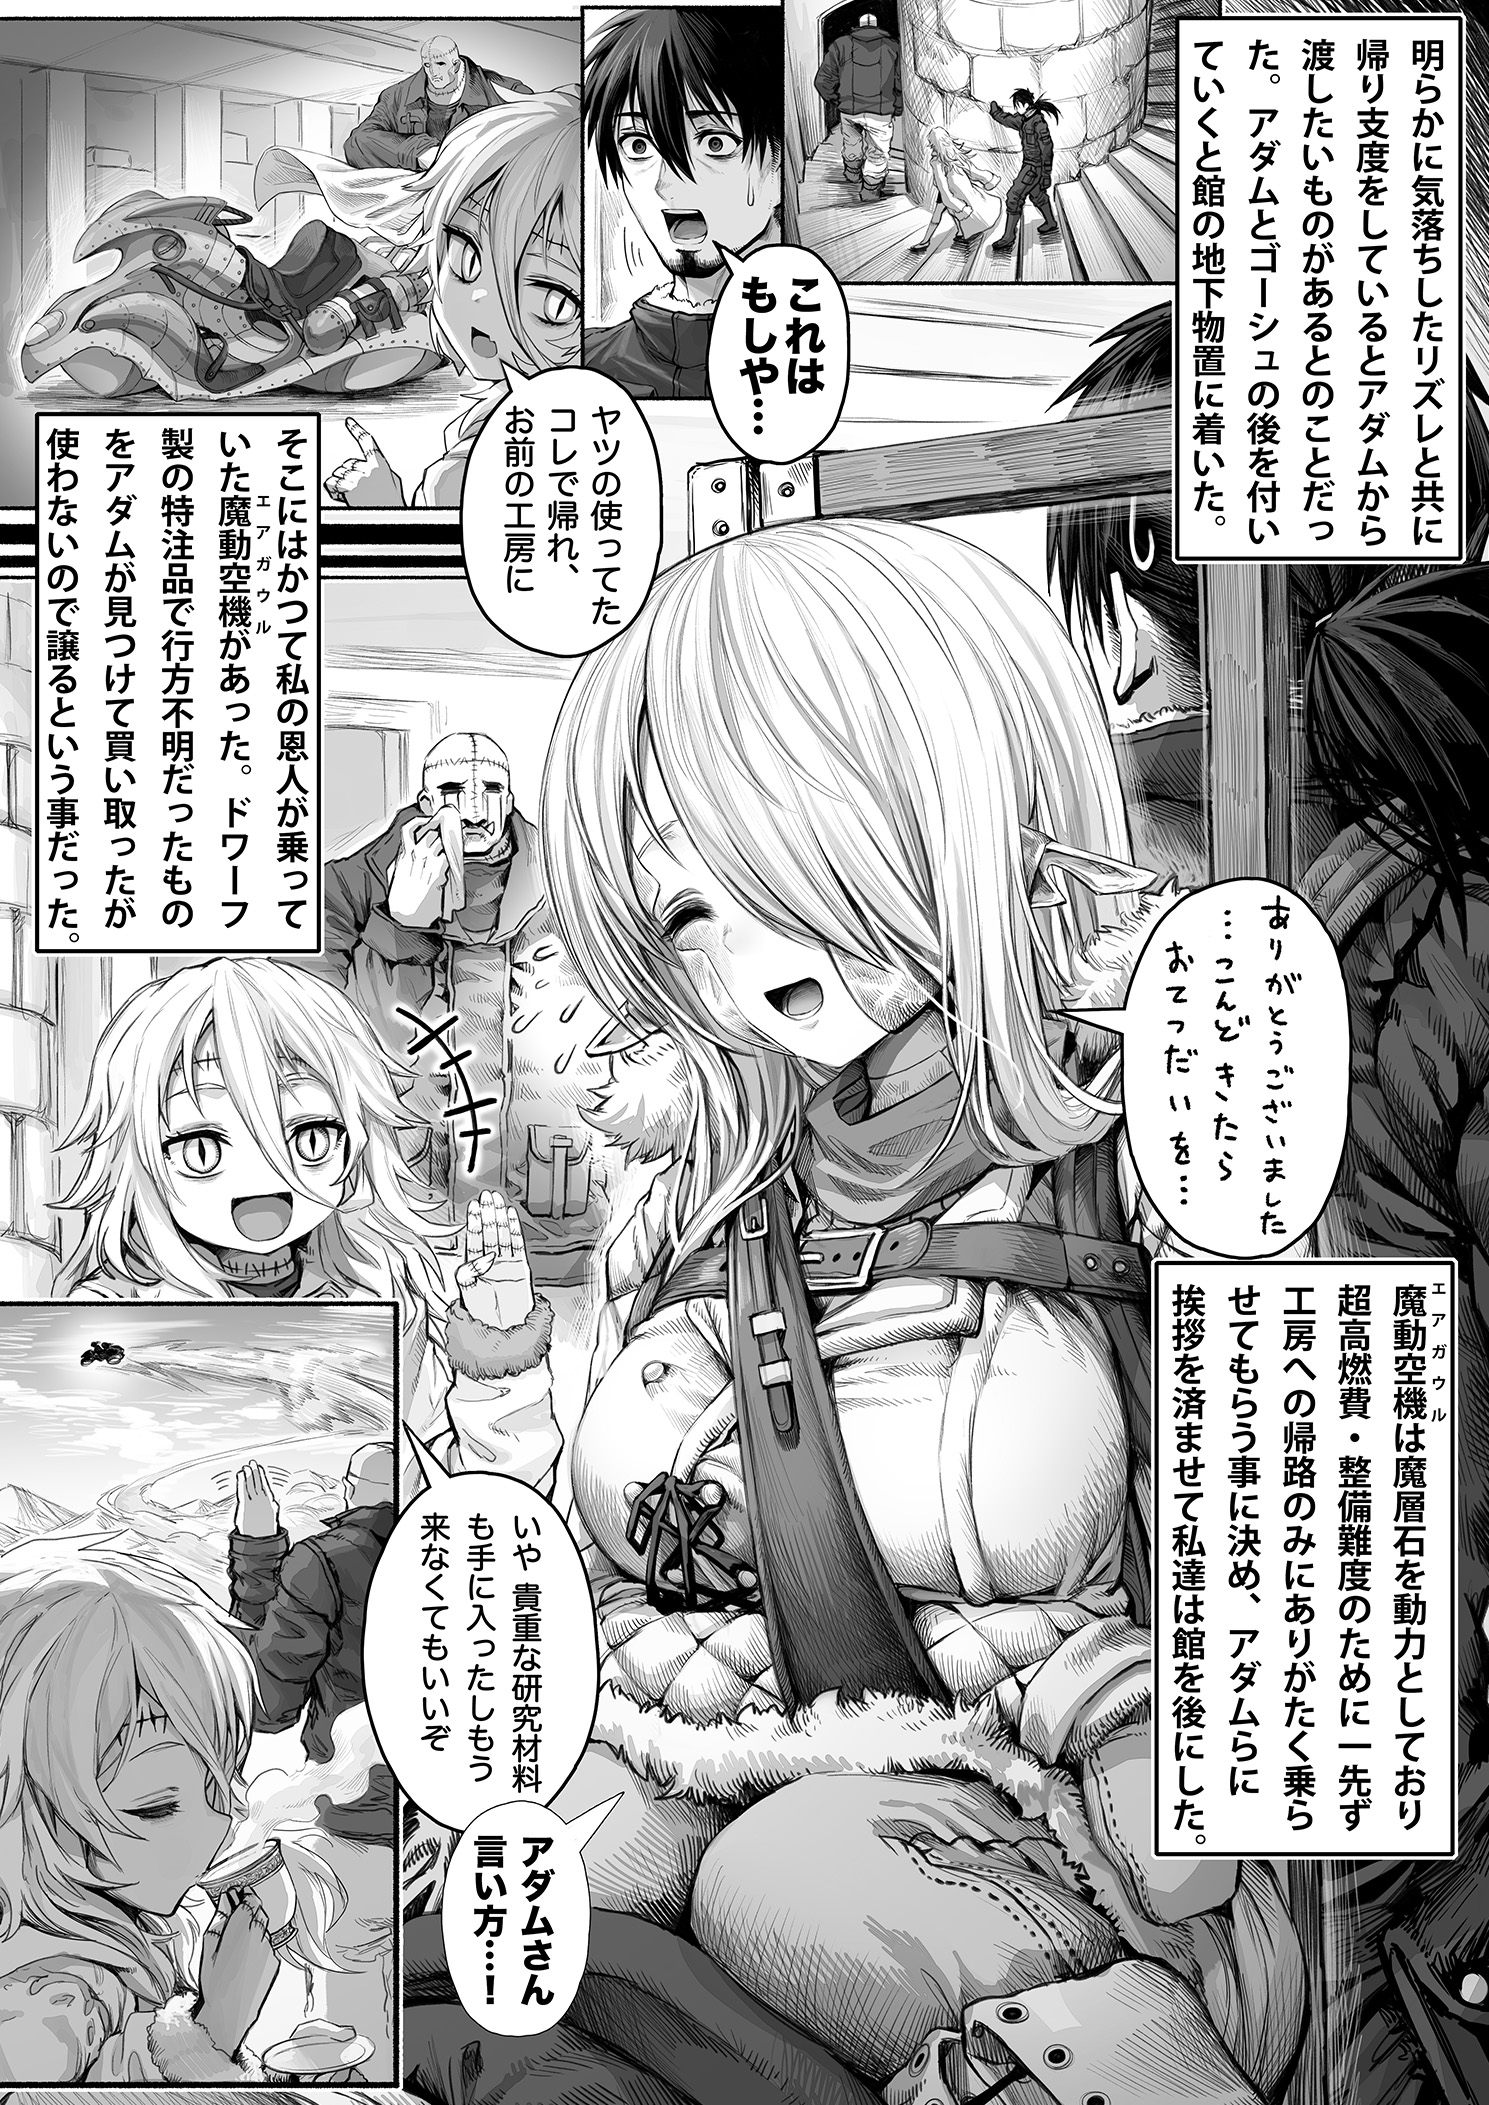 明らかに気落ちしたリズレと共に
帰り支度をしているとアダムから
渡したいものがあるとのことだっ
た。アダムとゴーシュの後を付い
ていくと館の地下物置に着いた。
これは
もしや…
ヤツの使ってた
コレで帰れ、
お前の工房に
そこにはかつて私の恩人が乗って
いた魔動空機があった。ドワーフ
エアガウル
製の特注品で行方不明だったもの
をアダムが見つけて買い取ったが
使わないので譲るという事だった。
ありがとうございました
…こんど きたら
おてつだいを…
魔動空機は魔層石を動力としており
エアガウル
超高燃費・整備難度のために一先ず
工房への帰路のみにありがたく乗ら
せてもらう事に決め、アダムらに
挨拶を済ませて私達は館を後にした。
いや 貴重な研究材料
も手に入ったしもう
来なくてもいいぞ
アダムさん
言い方…！